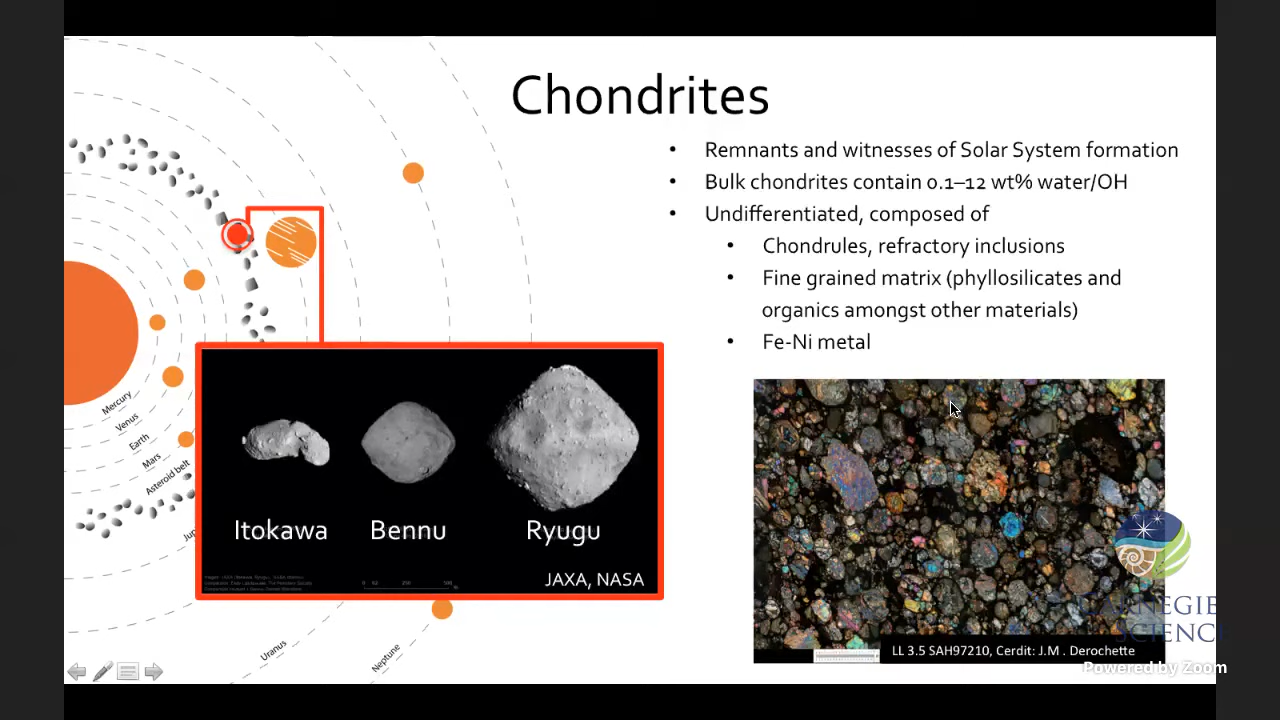 Chondrites
• Remnants and witnesses of Solar System formation
• Bulk chondrites contain 0.1–12 wt% water/OH
• Undifferentiated, composed of
• Chondrules, refractory inclusions
• Fine grained matrix (phyllosilicates and
organics amongst other materials)
• Fe-Ni metal
Mercury
Venus
Earth
Mars
Asteroid belt
Uranus
Neptune
Itokawa
Bennu
Ryugu
JAXA, NASA
LL 3.5 SAH97210, Cerdit: J.M . Derochette
CARNEGIE
SCIENCE
Powered by Zoom